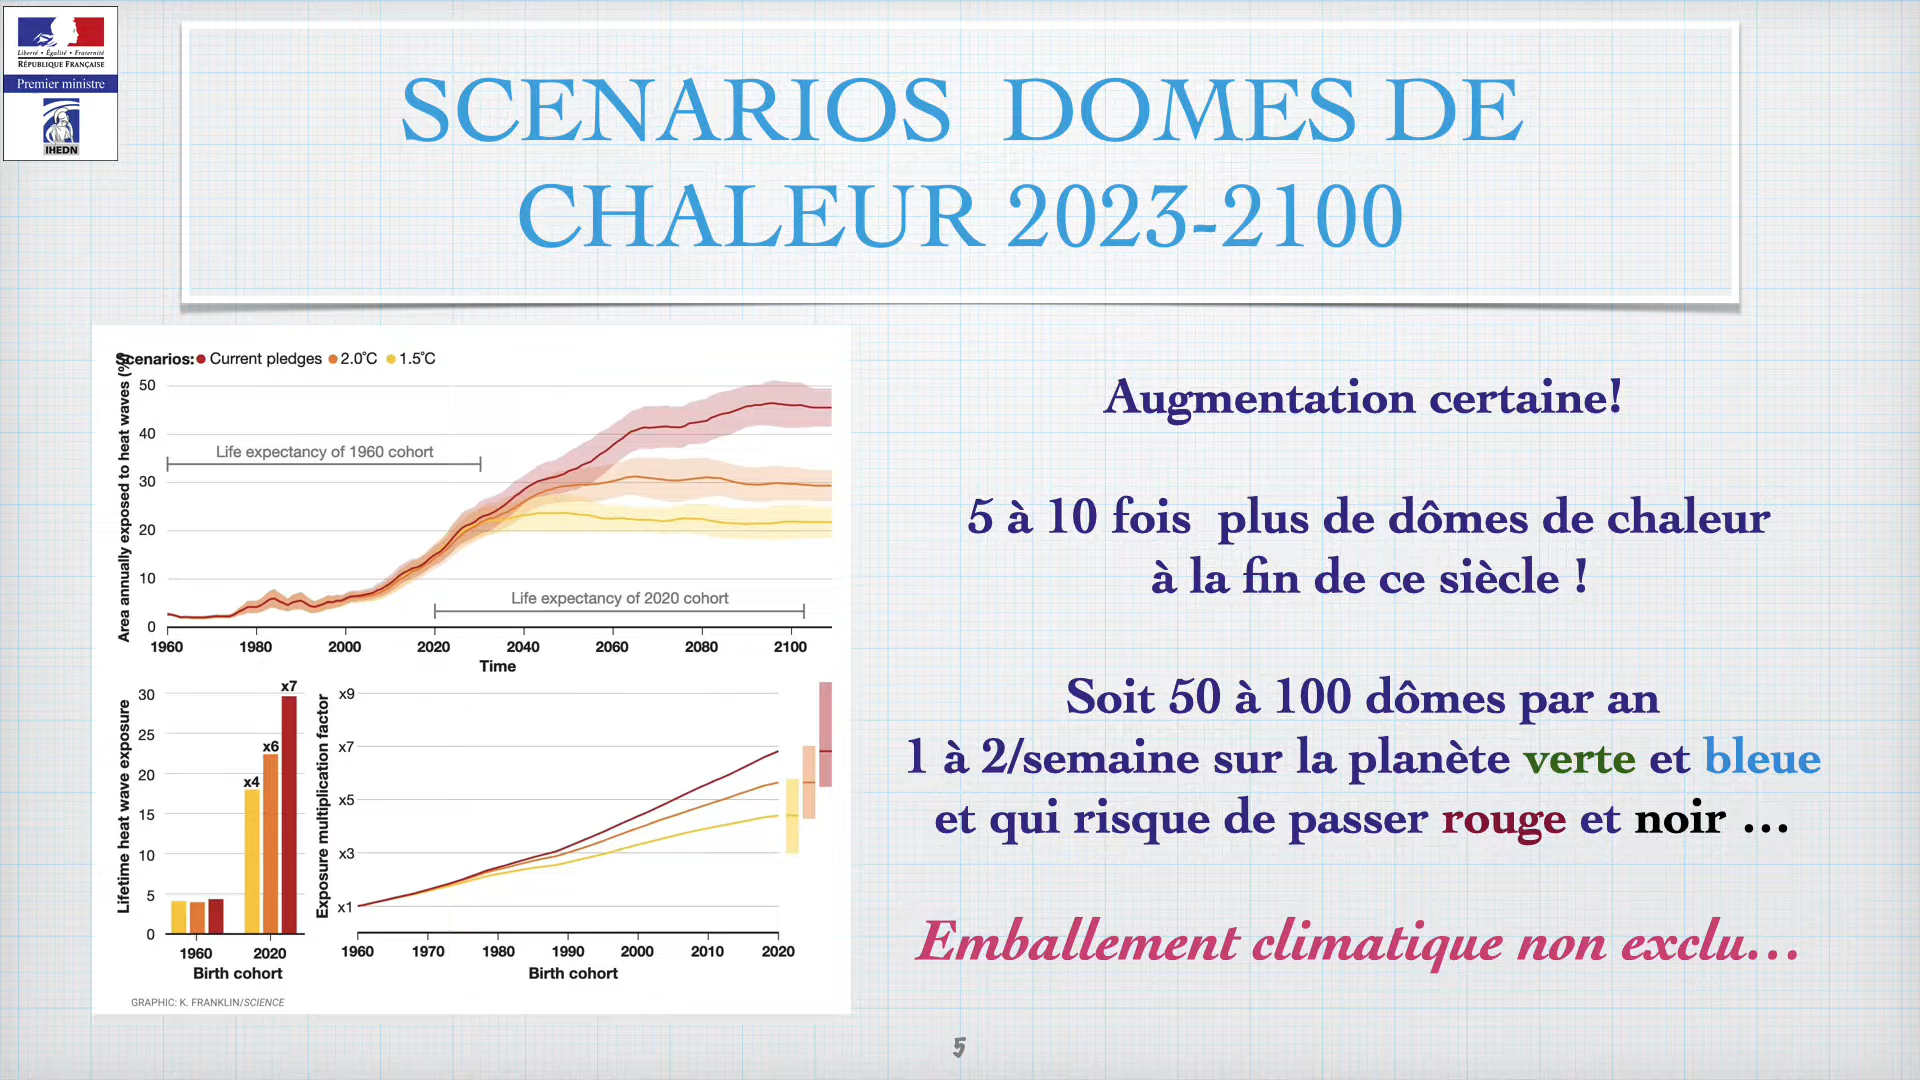 Liberté • Égalité • Fraternité
RÉPUBLIQUE FRANÇAISE
Premier ministre
IHEDN
SCENARIOS DOMES DE
CHALEUR 2023-2100
Scenarios: Current pledges 2.0°C 1.5°C
Area annually exposed to heat waves (%
50
40
30
20
10
0
Life expectancy of 1960 cohort
Life expectancy of 2020 cohort
1960 1980 2000 2020 2040 2060 2080 2100
Time
Lifetime heat wave exposure
30
25
20
15
10
5
0
x4
x6
x7
1960 2020
Birth cohort
Exposure multiplication factor
x9
x7
x5
x3
x1
1960 1970 1980 1990 2000 2010 2020
Birth cohort
GRAPHIC: K. FRANKLIN/SCIENCE
Augmentation certaine!
5 à 10 fois plus de dômes de chaleur
à la fin de ce siècle !
Soit 50 à 100 dômes par an
1 à 2/semaine sur la planète verte et bleue
et qui risque de passer rouge et noir ...
Emballement climatique non exclu...
5